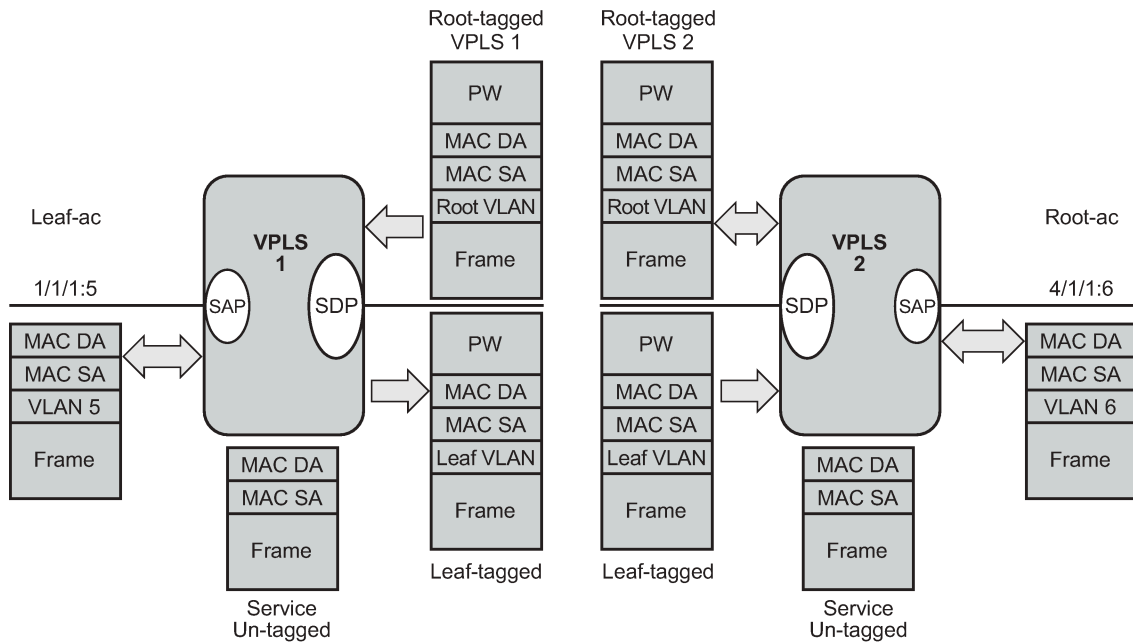 Root-tagged
VPLS 1
Root-tagged
VPLS 2
PW
MAC DA
MAC SA
Root VLAN
Frame
PW
MAC DA
MAC SA
Root VLAN
Frame
Leaf-ac
VPLS
1
VPLS
2
Root-ac
1/1/1:5
SAP
SDP
SDP
SAP
4/1/1:6
MAC DA
MAC SA
VLAN 5
Frame
PW
MAC DA
MAC SA
Leaf VLAN
Frame
PW
MAC DA
MAC SA
Leaf VLAN
Frame
MAC DA
MAC SA
VLAN 6
Frame
MAC DA
MAC SA
Frame
MAC DA
MAC SA
Frame
Leaf-tagged
Leaf-tagged
Service
Un-tagged
Service
Un-tagged